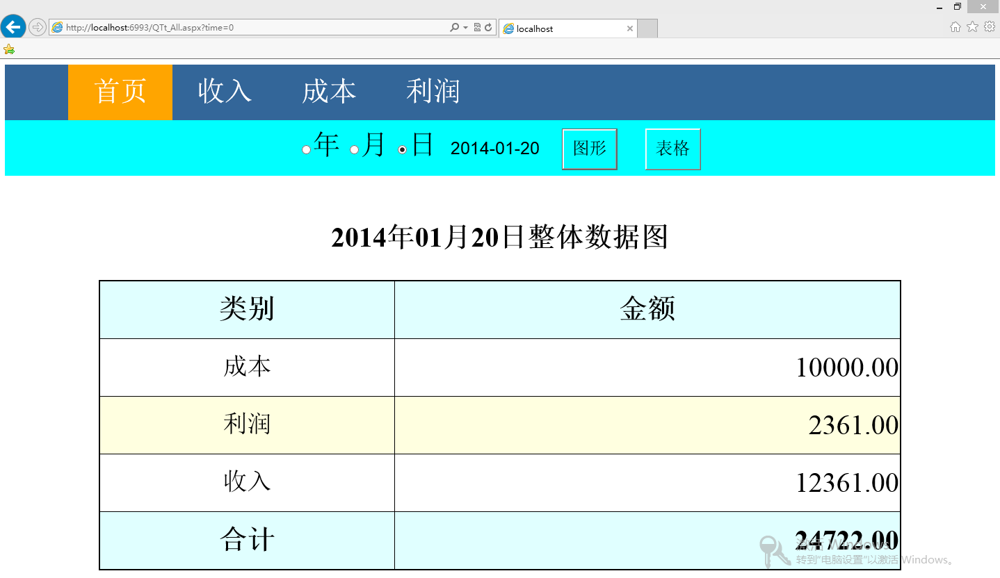 http://localhost:6993/QTt_All.aspx?time=0
localhost
首页 收入 成本 利润
年 月 日 2014-01-20 图形 表格
2014年01月20日整体数据图
类别 金额
成本 10000.00
利润 2361.00
收入 12361.00
合计 24722.00
激活 Windows
转到“电脑设置”以激活 Windows。